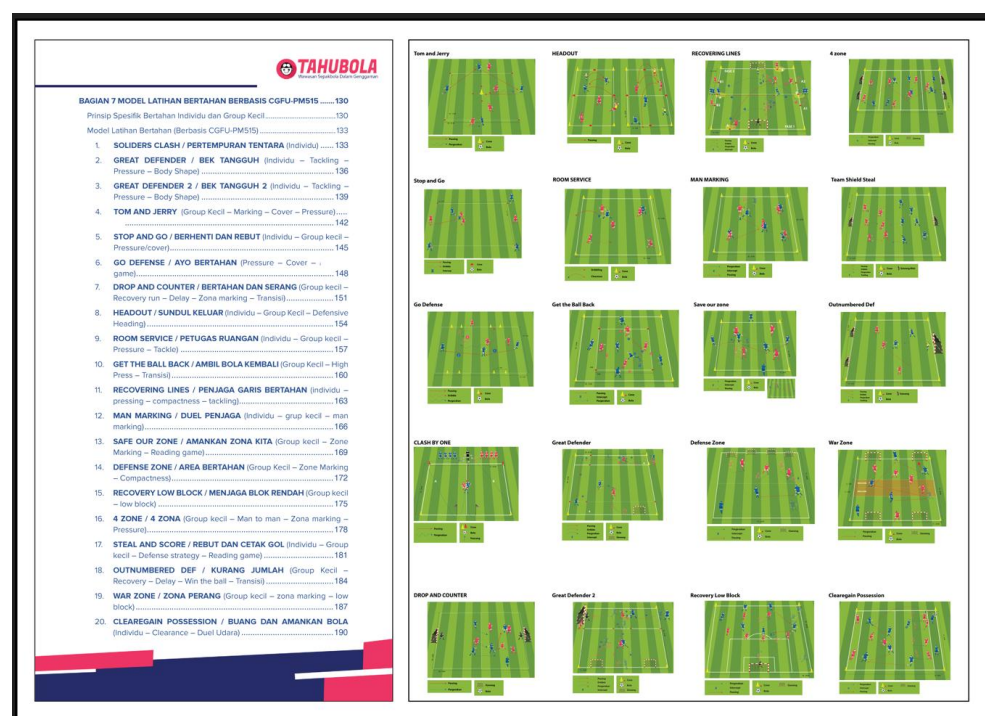 TAHUBOLA
Wawasan Sepakbola Dalam Genggaman
BAGIAN 7 MODEL LATIHAN BERTAHAN BERBASIS CGFU-PM515 ......130
Prinsip Spesifik Bertahan Individu dan Group Kecil ..........130
Model Latihan Bertahan (Berbasis CGFU-PM515) ..........133
1. SOLIDERS CLASH / PERTEMPURAN TENTARA (Individu) ...... 133
2. GREAT DEFENDER / BEK TANGGUH (Individu – Tackling –
Pressure – Body Shape) ..........136
3. GREAT DEFENDER 2 / BEK TANGGUH 2 (individu – Tackling –
Pressure – Body Shape) ..........139
4. TOM AND JERRY (Group Kecil – Marking – Cover – Pressure).....
..........142
5. STOP AND GO / BERHENTI DAN REBUT (Individu – Group kecil –
Pressure/cover) ..........145
6. GO DEFENSE / AYO BERTAHAN (Pressure – Cover – .
game) ..........148
7. DROP AND COUNTER / BERTAHAN DAN SERANG (Group kecil –
Recovery run – Delay – Zona marking – Transisi) ..........151
8. HEADOUT / SUNDUL KELUAR (Individu – Group Kecil – Defensive
Heading) ..........154
9. ROOM SERVICE / PETUGAS RUANGAN (Individu – Group kecil –
Pressure – Tackle) ..........157
10. GET THE BALL BACK / AMBIL BOLA KEMBALI (Group Kecil – High
Press – Transisi) ..........160
11. RECOVERING LINES / PENJAGA GARIS BERTAHAN (individu –
pressing – compactness – tackling) ..........163
12. MAN MARKING / DUEL PENJAGA (Individu – grup kecil – man
marking) ..........166
13. SAFE OUR ZONE / AMANKAN ZONA KITA (Group kecil – Zone
Marking – Reading game) ..........169
14. DEFENSE ZONE / AREA BERTAHAN (Group Kecil – Zone Marking
– Compactness) ..........172
15. RECOVERY LOW BLOCK / MENJAGA BLOK RENDAH (Group kecil
– low block) ..........175
16. 4 ZONE / 4 ZONA (Group kecil – Man to man – Zona marking –
Pressure) ..........178
17. STEAL AND SCORE / REBUT DAN CETAK GOL (Individu – Group
kecil – Defense strategy – Reading game) ..........181
18. OUTNUMBERED DEF / KURANG JUMLAH (Group Kecil –
Recovery – Delay – Win the ball – Transisi) ..........184
19. WAR ZONE / ZONA PERANG (Group kecil – zona marking – low
block) ..........187
20. CLEAREGAIN POSSESSION / BUANG DAN AMANKAN BOLA
(Individu – Clearance – Duel Udara) ..........190
Tom and Jerry
HEADOUT
RECOVERING LINES
4 zone
Stop and Go
ROOM SERVICE
MAN MARKING
Team Shield Steal
Go Defense
Get the Ball Back
Save our zone
Outnumbered Def
CLASH BY ONE
Great Defender
Defense Zone
War Zone
DROP AND COUNTER
Great Defender 2
Recovery Low Block
Clearegain Possession